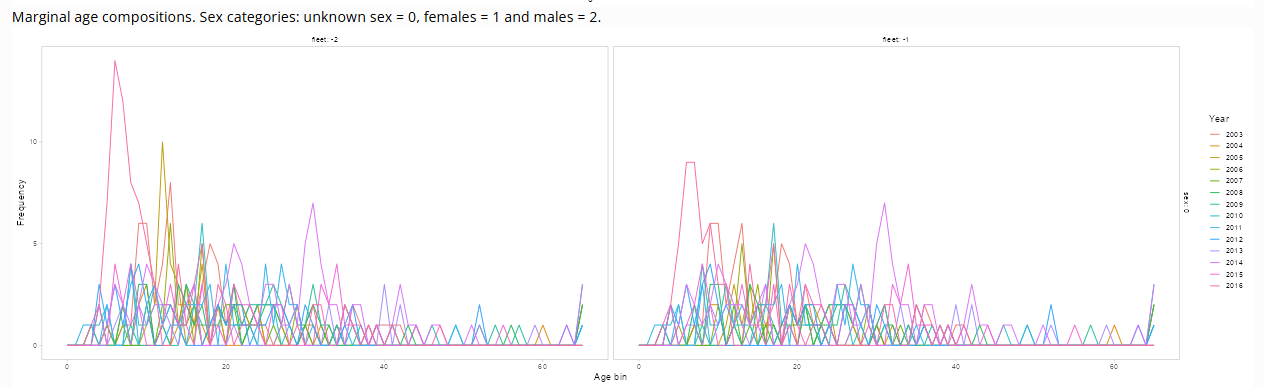 Marginal age compositions. Sex categories: unknown sex = 0, females = 1 and males = 2.
fleet: -2
fleet: -1
10
5
0
Frequency
0 20 40 60
0 20 40 60
Age bin
sex 0
Year
2003
2004
2005
2006
2007
2008
2009
2010
2011
2012
2013
2014
2015
2016